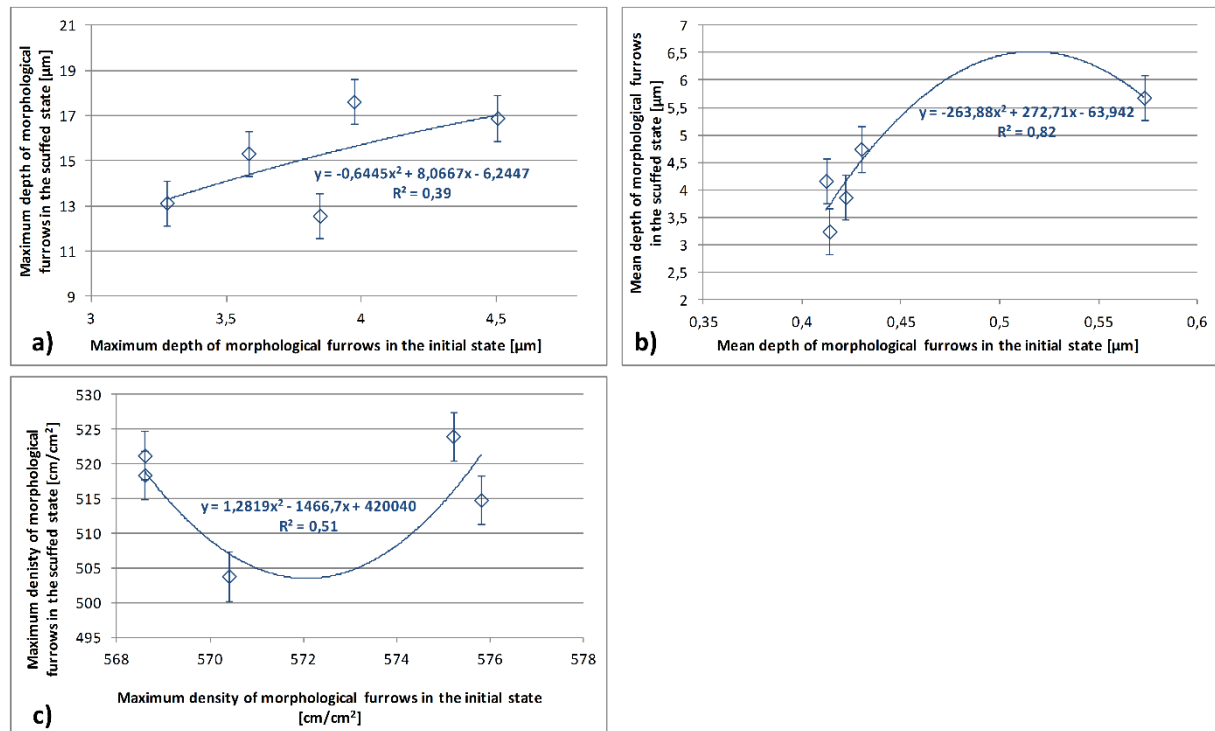 21
19
17
15
13
11
9
3
3,5
4
4,5
Maximum depth of morphological
furrows in the scuffed state [µm]
y = -0,6445x² + 8,0667x - 6,2447
R² = 0,39
a)
Maximum depth of morphological furrows in the initial state [µm]
7
6,5
6
5,5
5
4,5
4
3,5
3
2,5
2
0,35
0,4
0,45
0,5
0,55
0,6
Mean depth of morphological furrows
in the scuffed state [µm]
y = -263,88x² + 272,71x - 63,942
R² = 0,82
b)
Mean depth of morphological furrows in the initial state [µm]
530
525
520
515
510
505
500
495
568
570
572
574
576
578
Maximum denisty of morphological
furrows in the scuffed state [cm/cm²]
y = 1,2819x² - 1466,7x + 420040
R² = 0,51
c)
Maximum density of morphological furrows in the initial state
[cm/cm²]